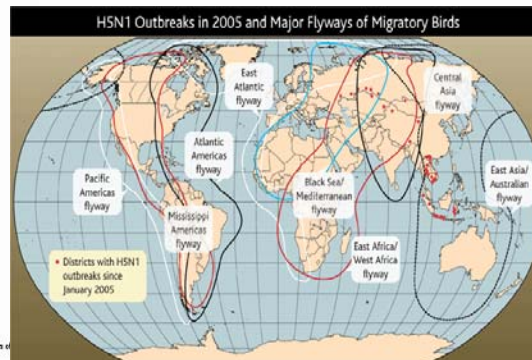 H5N1 Outbreaks in 2005 and Major Flyways of Migratory Birds
East
Atlantic
flyway
Central
Asia
flyway
Atlantic
Americas
flyway
Pacific
Americas
flyway
Black Sea/
Mediterranean
flyway
East Asia/
Australian
flyway
Mississippi
Americas
flyway
East Africa/
West Africa
flyway
• Districts with H5N1
outbreaks since
January 2005